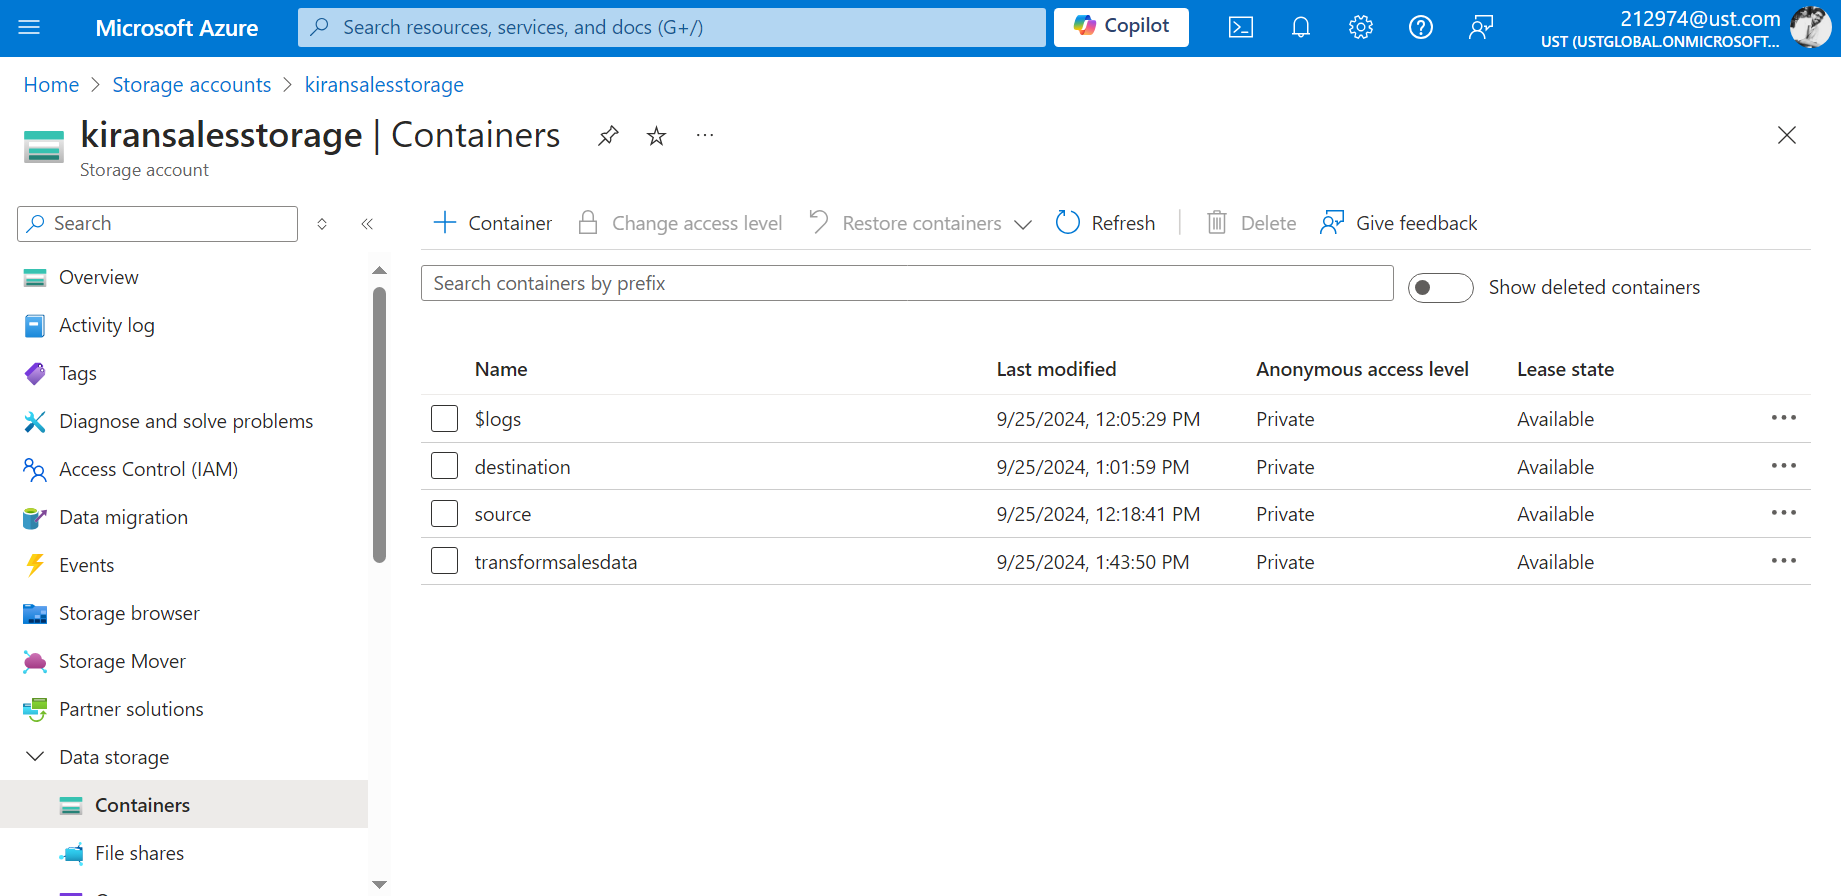 Microsoft Azure
Search resources, services, and docs (G+/)
Copilot
212974@ust.com
UST (USTGLOBAL.ONMICROSOFT...
Home > Storage accounts > kiransalesstorage
kiransalesstorage | Containers
Storage account
Search
Container
Change access level
Restore containers
Refresh
Delete
Give feedback
Search containers by prefix
Show deleted containers
Overview
Activity log
Tags
Diagnose and solve problems
Access Control (IAM)
Data migration
Events
Storage browser
Storage Mover
Partner solutions
Data storage
Containers
File shares
Name Last modified Anonymous access level Lease state
$logs 9/25/2024, 12:05:29 PM Private Available
destination 9/25/2024, 1:01:59 PM Private Available
source 9/25/2024, 12:18:41 PM Private Available
transformsalesdata 9/25/2024, 1:43:50 PM Private Available